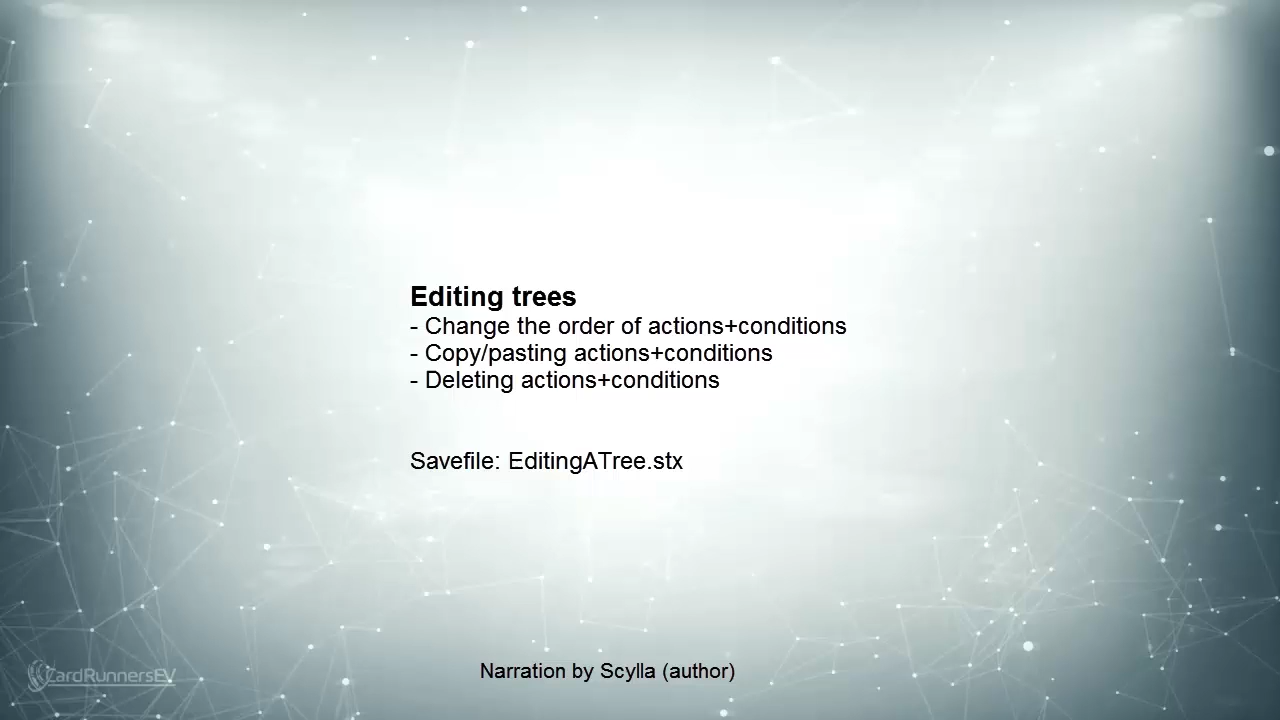 Editing trees
- Change the order of actions+conditions
- Copy/pasting actions+conditions
- Deleting actions+conditions
Savefile: EditingATree.stx
Narration by Scylla (author)
CardRunnersEV